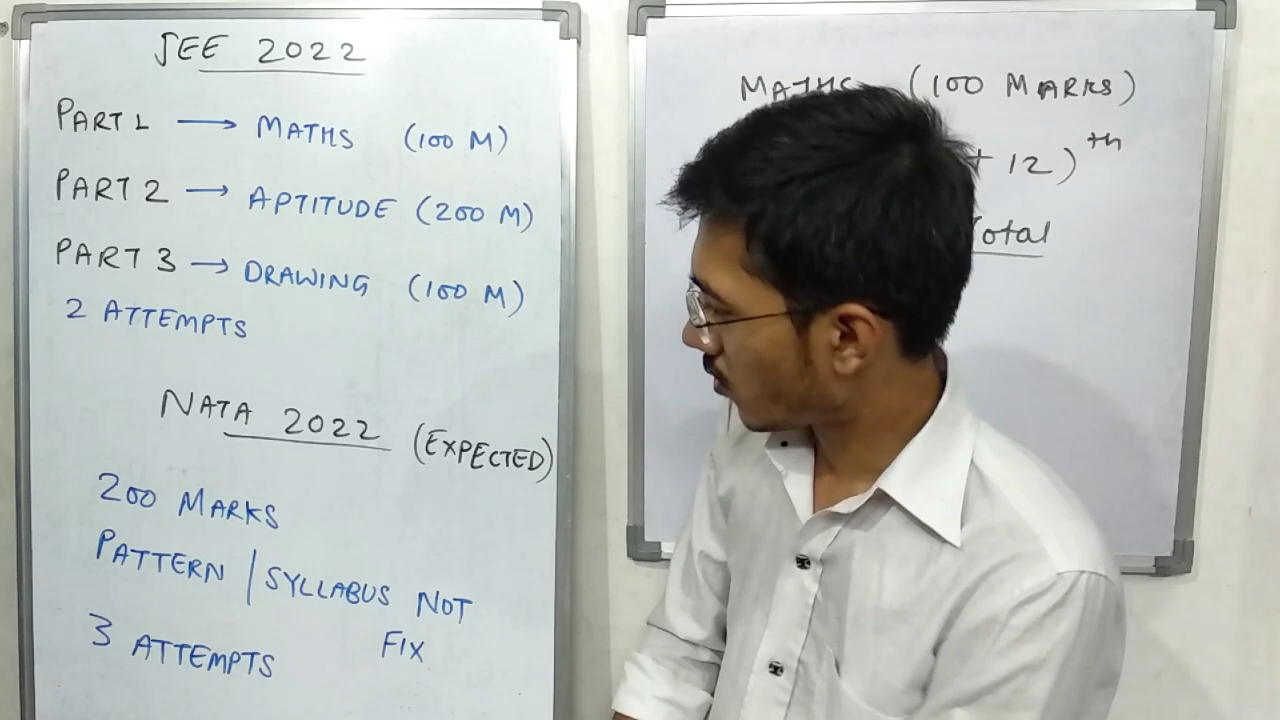 JEE 2022
PART 1 → MATHS (100 M)
PART 2 → APTITUDE (200 M)
PART 3 → DRAWING (100 M)
2 ATTEMPTS
NATA 2022 (EXPECTED)
200 MARKS
PATTERN / SYLLABUS NOT
FIX
3 ATTEMPTS
MATHS (100 MARKS)
+ 12)th
Total